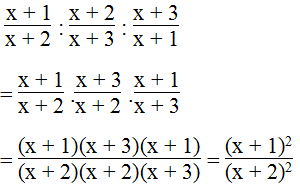 (x + 1)/(x + 2) : (x + 2)/(x + 3) : (x + 3)/(x + 1)
= (x + 1)/(x + 2) . (x + 3)/(x + 2) . (x + 1)/(x + 3)
= (x + 1)(x + 3)(x + 1)/(x + 2)(x + 2)(x + 3) = (x + 1)²/(x + 2)²